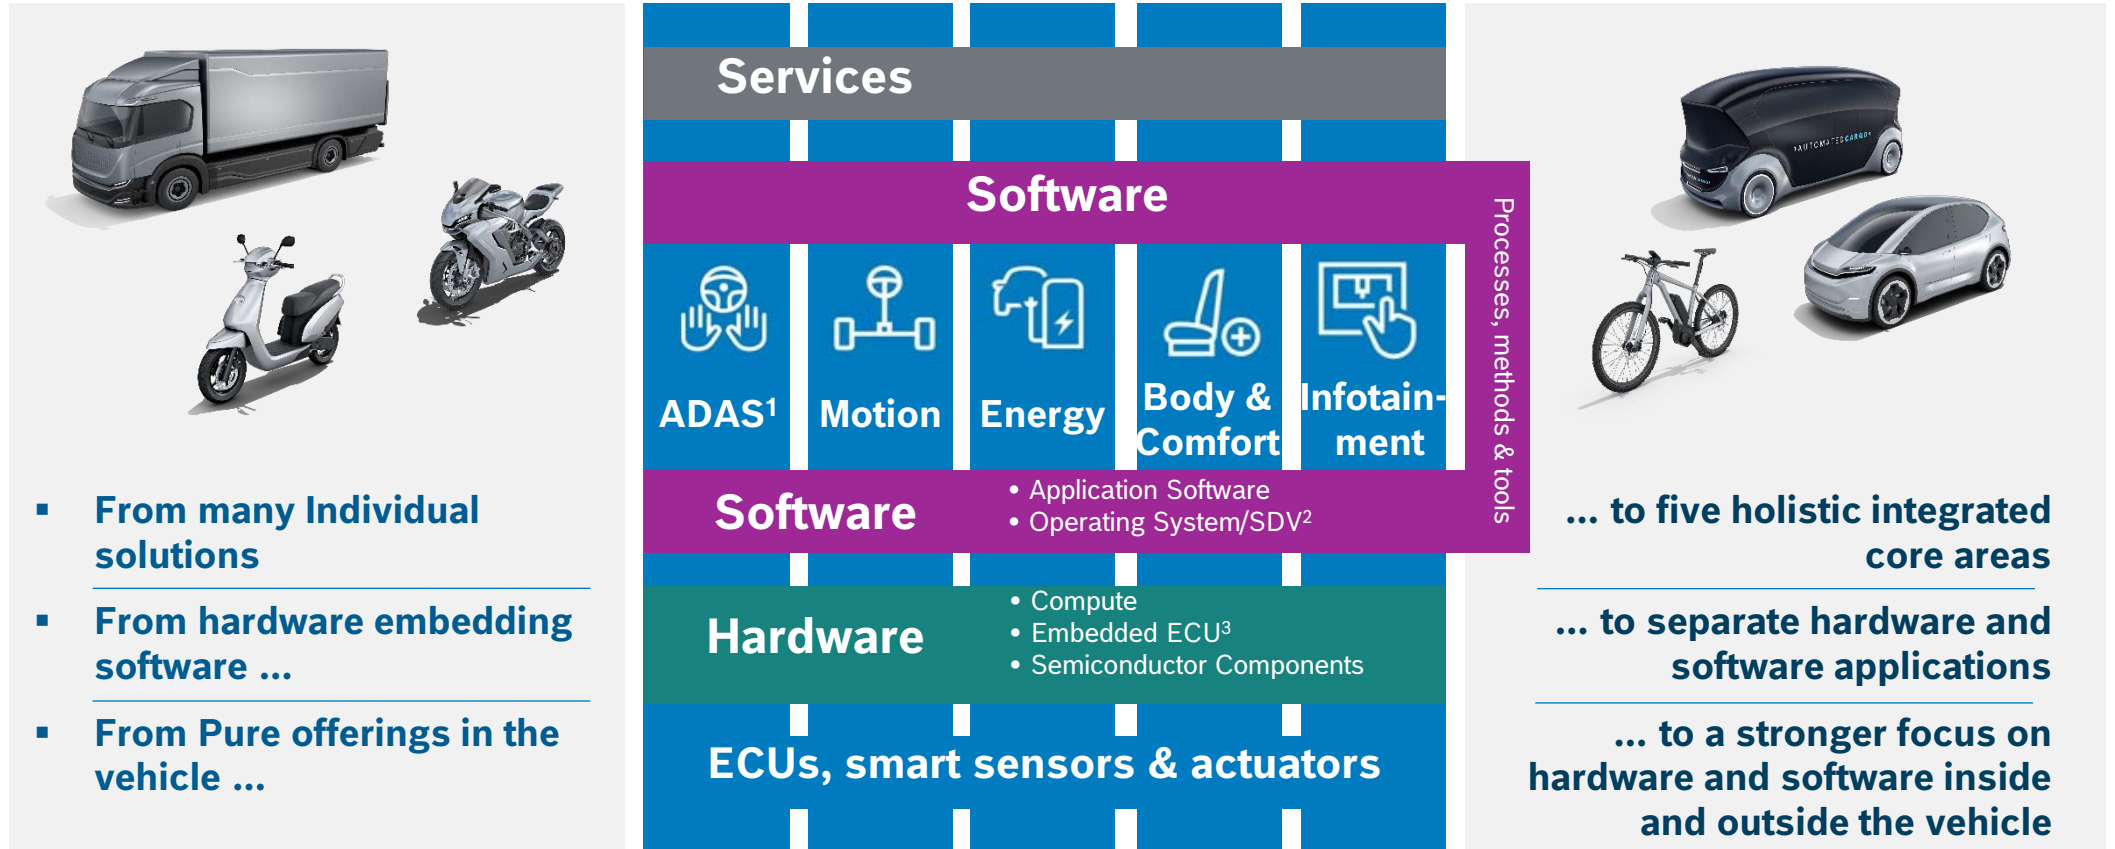 Services
Software
Processes, methods & tools
ADAS¹
Motion
Energy
Body &
Comfort
Infotain-
ment
Software
• Application Software
• Operating System/SDV²
Hardware
• Compute
• Embedded ECU³
• Semiconductor Components
ECUs, smart sensors & actuators
▪ From many Individual
solutions
▪ From hardware embedding
software ...
▪ From Pure offerings in the
vehicle ...
... to five holistic integrated
core areas
... to separate hardware and
software applications
... to a stronger focus on
hardware and software inside
and outside the vehicle
AUTOMATEDCARGO